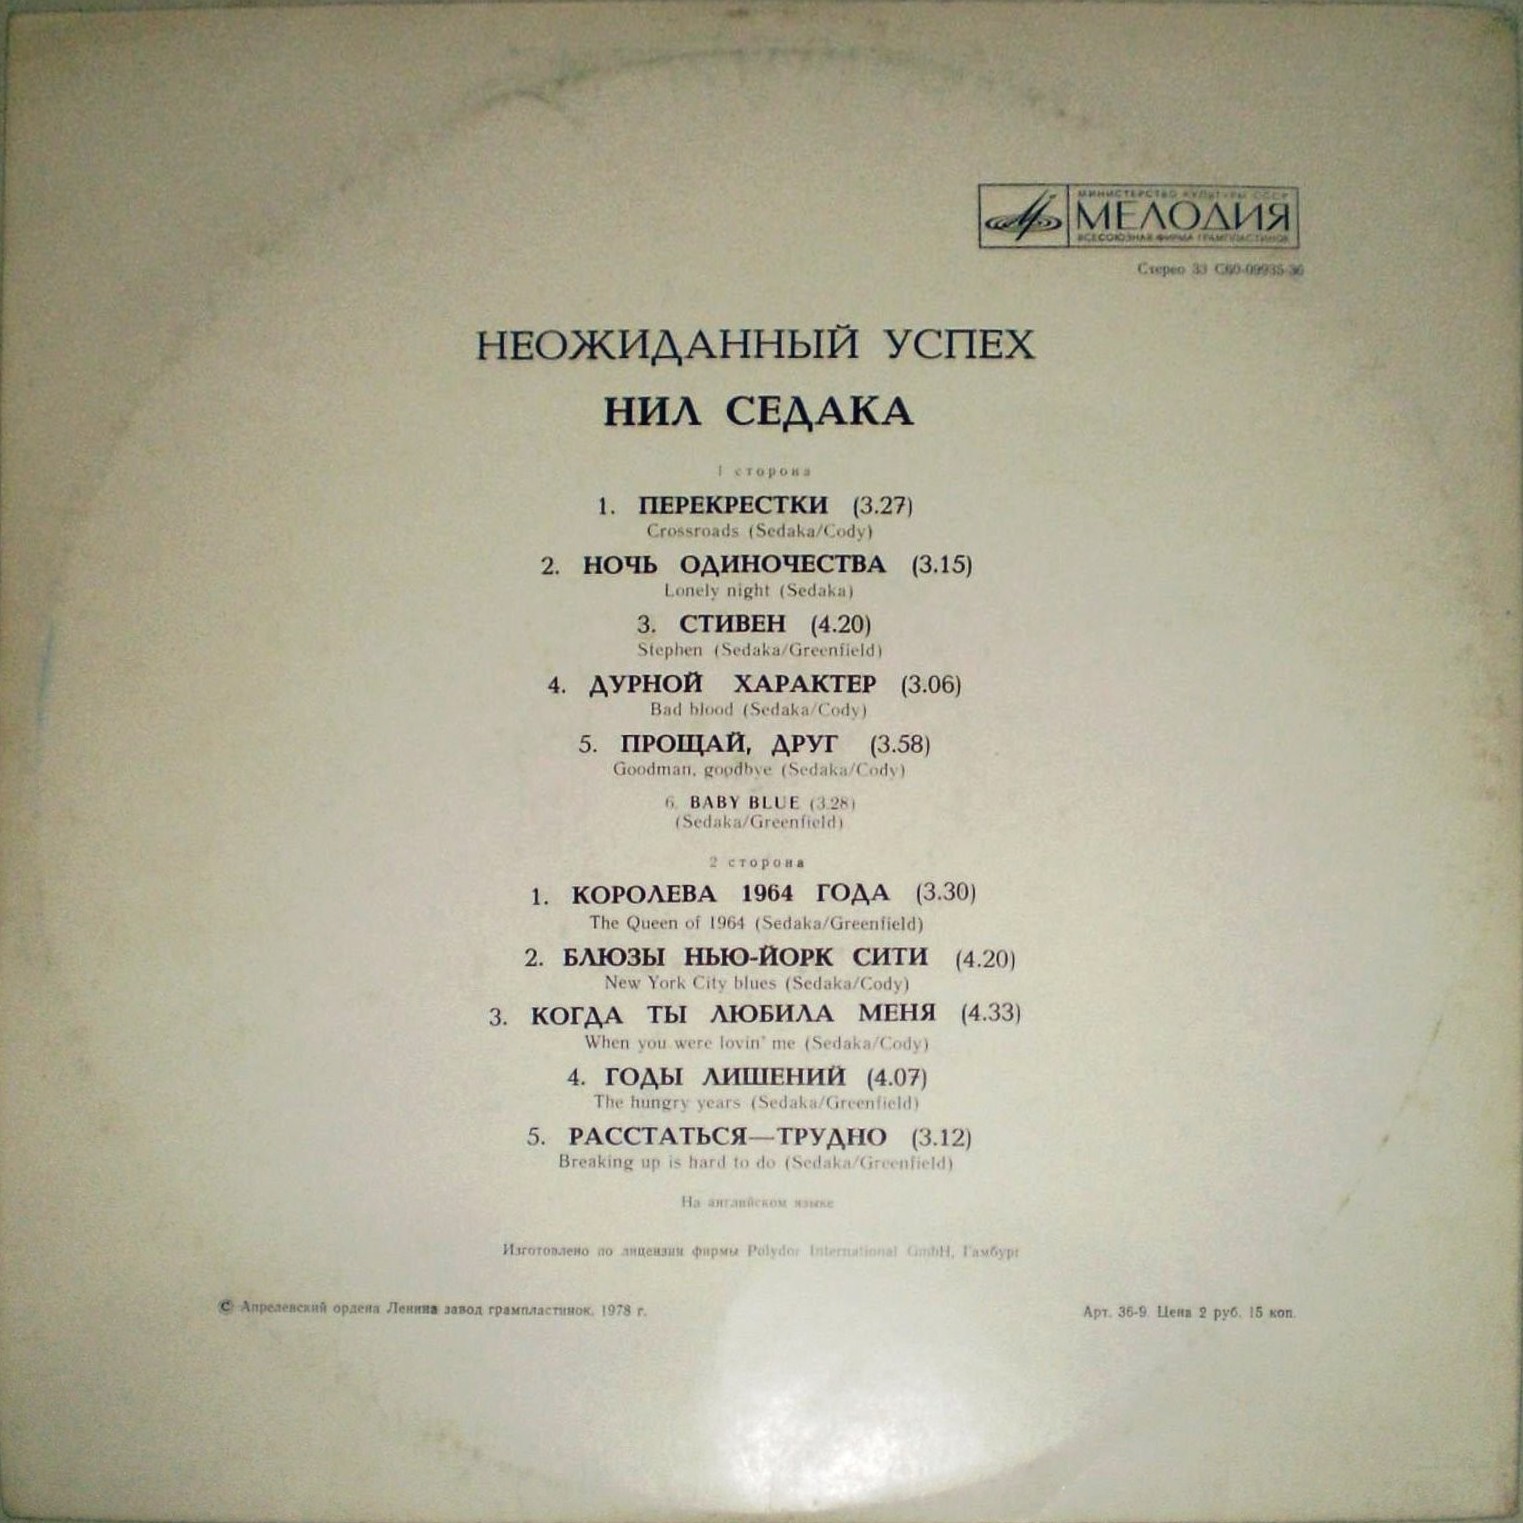 МИНИСТЕРСТВО КУЛЬТУРЫ СССР
МЕЛОДИЯ
ВСЕСОЮЗНАЯ ФИРМА ГРАМПЛАСТИНОК
Стерео 33 С60-09935-36
НЕОЖИДАННЫЙ УСПЕХ
НИЛ СЕДАКА
1 сторона
1. ПЕРЕКРЕСТКИ (3.27)
Crossroads (Sedaka/Cody)
2. НОЧЬ ОДИНОЧЕСТВА (3.15)
Lonely night (Sedaka)
3. СТИВЕН (4.20)
Stephen (Sedaka/Greenfield)
4. ДУРНОЙ ХАРАКТЕР (3.06)
Bad blood (Sedaka/Cody)
5. ПРОЩАЙ, ДРУГ (3.58)
Goodman, goodbye (Sedaka/Cody)
6. BABY BLUE (3.28)
(Sedaka/Greenfield)
2 сторона
1. КОРОЛЕВА 1964 ГОДА (3.30)
The Queen of 1964 (Sedaka/Greenfield)
2. БЛЮЗЫ НЬЮ-ЙОРК СИТИ (4.20)
New York City blues (Sedaka/Cody)
3. КОГДА ТЫ ЛЮБИЛА МЕНЯ (4.33)
When you were lovin' me (Sedaka/Cody)
4. ГОДЫ ЛИШЕНИЙ (4.07)
The hungry years (Sedaka/Greenfield)
5. РАССТАТЬСЯ—ТРУДНО (3.12)
Breaking up is hard to do (Sedaka/Greenfield)
На английском языке
Изготовлено по лицензии фирмы Polydor International GmbH, Гамбург
© Апрелевский ордена Ленина завод грампластинок, 1978 г.
Арт. 36-9. Цена 2 руб. 15 коп.